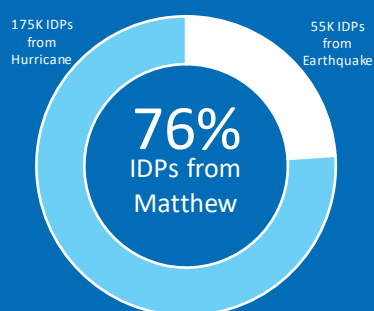 175K IDPs
from
Hurricane
55K IDPs
from
Earthquake
76%
IDPs from
Matthew